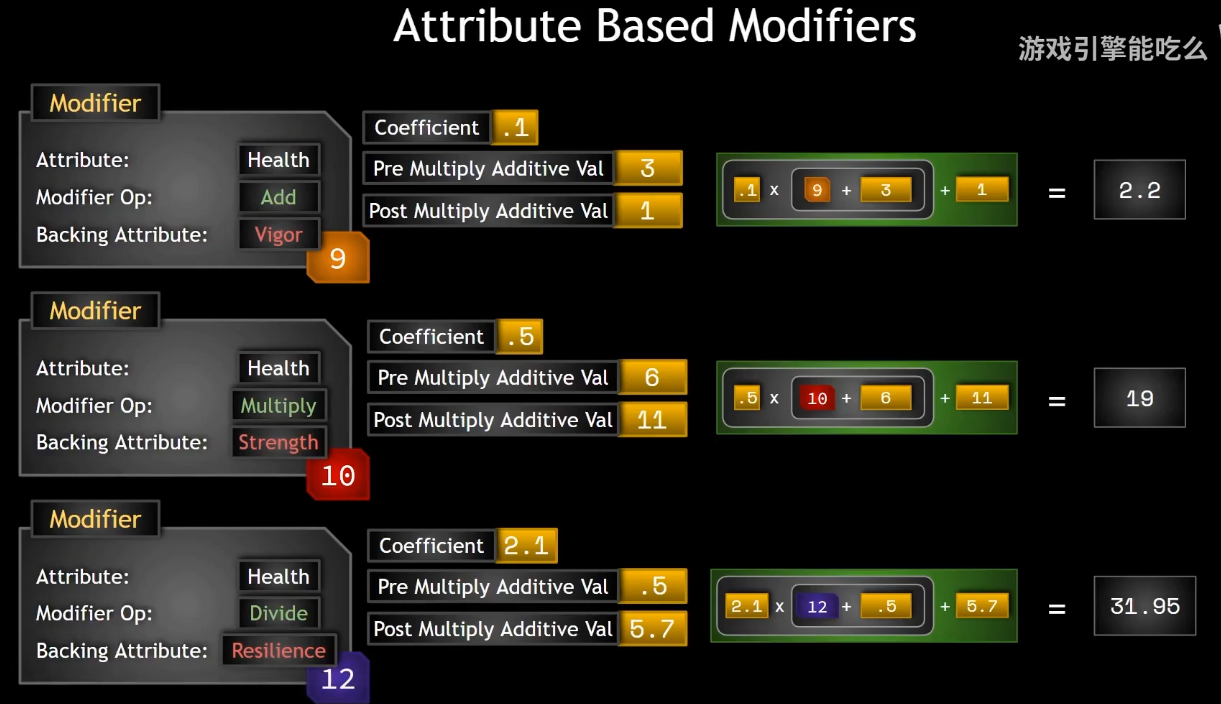 Attribute Based Modifiers
游戏引擎能吃么
Modifier
Attribute: Health
Modifier Op: Add
Backing Attribute: Vigor
9
Coefficient .1
Pre Multiply Additive Val 3
Post Multiply Additive Val 1
.1 x 9 + 3 + 1 = 2.2
Modifier
Attribute: Health
Modifier Op: Multiply
Backing Attribute: Strength
10
Coefficient .5
Pre Multiply Additive Val 6
Post Multiply Additive Val 11
.5 x 10 + 6 + 11 = 19
Modifier
Attribute: Health
Modifier Op: Divide
Backing Attribute: Resilience
12
Coefficient 2.1
Pre Multiply Additive Val .5
Post Multiply Additive Val 5.7
2.1 x 12 + .5 + 5.7 = 31.95